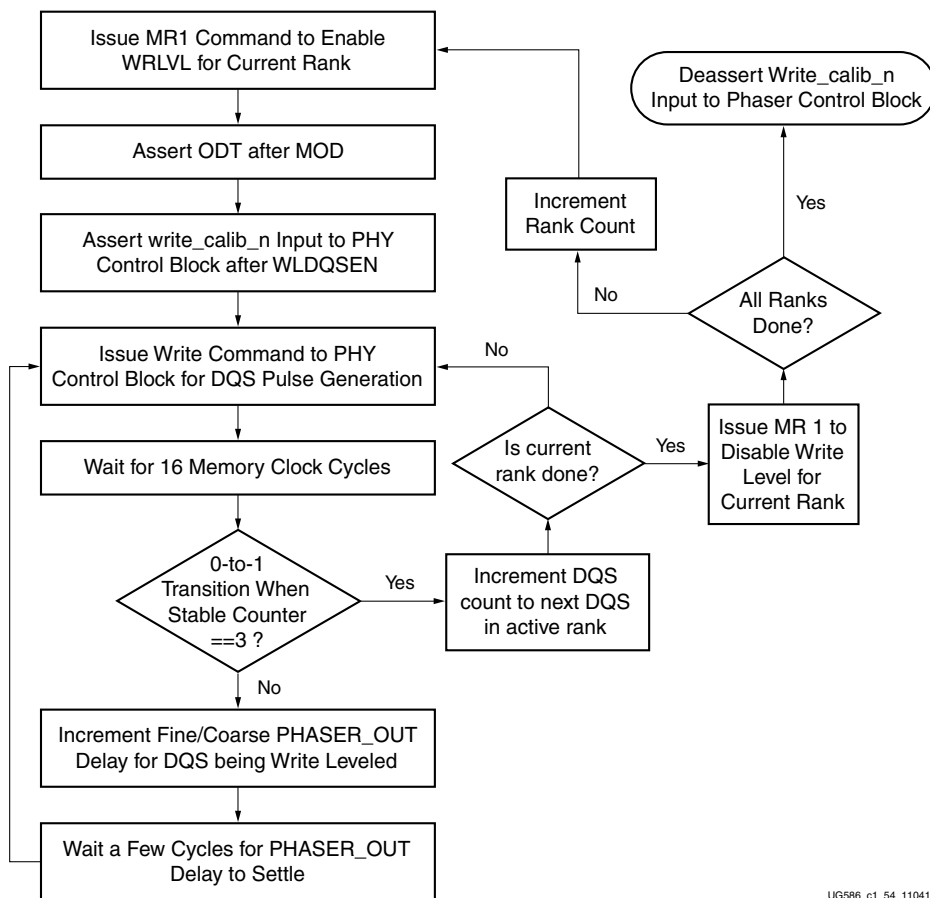 Issue MR1 Command to Enable
WRLVL for Current Rank
Assert ODT after MOD
Assert write_calib_n Input to PHY
Control Block after WLDQSEN
Issue Write Command to PHY
Control Block for DQS Pulse Generation
Wait for 16 Memory Clock Cycles
0-to-1
Transition When
Stable Counter
==3 ?
Yes
No
Increment Fine/Coarse PHASER_OUT
Delay for DQS being Write Leveled
Wait a Few Cycles for PHASER_OUT
Delay to Settle
Increment DQS
count to next DQS
in active rank
Is current
rank done?
No
Yes
Issue MR 1 to
Disable Write
Level for
Current Rank
All Ranks
Done?
No
Yes
Increment
Rank Count
Deassert Write_calib_n
Input to Phaser Control Block
UG586_c1_54_11041